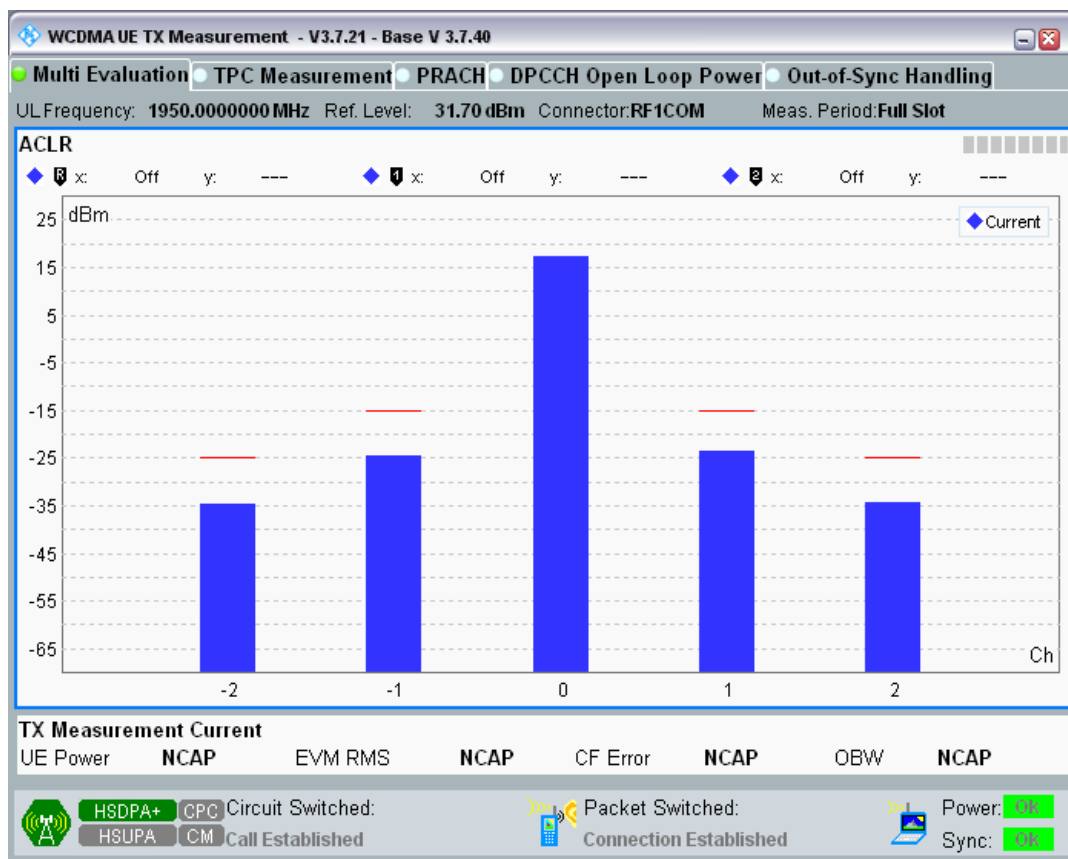 WCDMA UE TX Measurement - V3.7.21 - Base V 3.7.40
Multi Evaluation TPC Measurement PRACH DPCCH Open Loop Power Out-of-Sync Handling
UL Frequency: 1950.0000000 MHz Ref. Level: 31.70 dBm Connector:RF1COM Meas. Period:Full Slot
ACLR
R x: Off y: --- 1 x: Off y: --- 2 x: Off y: ---
dBm
Current
25
15
5
-5
-15
-25
-35
-45
-55
-65
Ch
-2 -1 0 1 2
TX Measurement Current
UE Power NCAP EVM RMS NCAP CF Error NCAP OBW NCAP
HSDPA+ CPC Circuit Switched: Packet Switched: Power: Ok
HSUPA CM Call Established Connection Established Sync: Ok